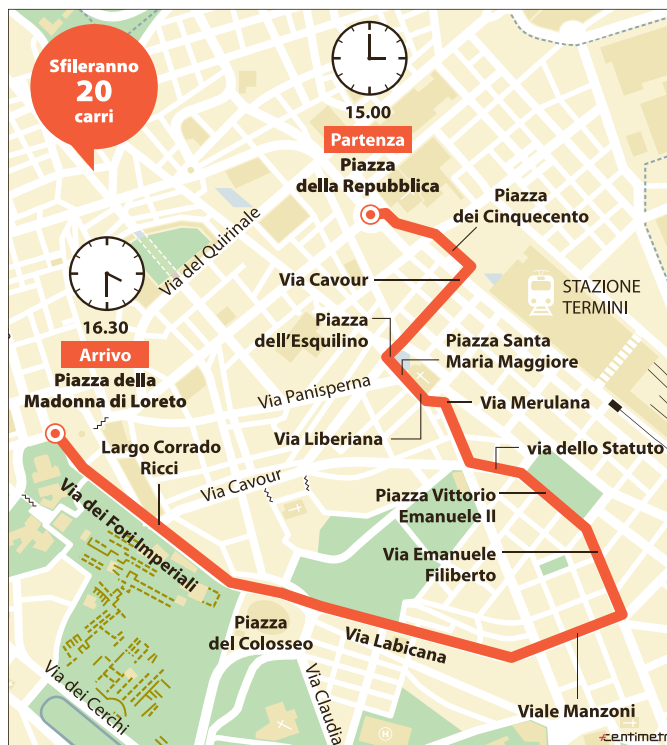 Sfileranno
20
carri
15.00
Partenza
Piazza
della Repubblica
Piazza
dei Cinquecento
Via del Quirinale
Via Cavour
STAZIONE
TERMINI
16.30
Arrivo
Piazza della
Madonna di Loreto
Piazza
dell'Esquilino
Piazza Santa
Maria Maggiore
Via Panisperna
Via Merulana
Via Liberiana
Largo Corrado
Ricci
via dello Statuto
Via Cavour
Piazza Vittorio
Emanuele II
Via dei Fori Imperiali
Via Emanuele
Filiberto
Piazza
del Colosseo
Via Labicana
Via dei Cerchi
Via Claudia
Viale Manzoni
H
centimetri